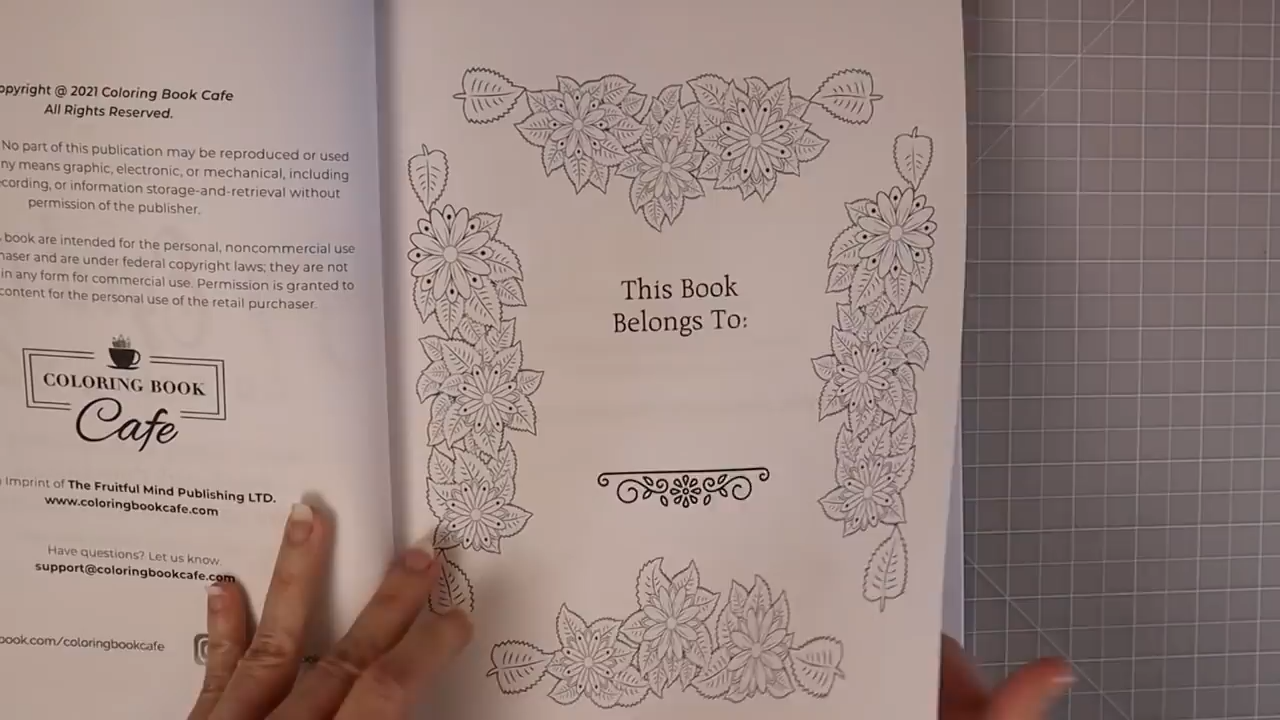 opyright @ 2021 Coloring Book Cafe
All Rights Reserved.
No part of this publication may be reproduced or used
ny means graphic, electronic, or mechanical, including
cording, or information storage-and-retrieval without
permission of the publisher.
book are intended for the personal, noncommercial use
haser and are under federal copyright laws; they are not
in any form for commercial use. Permission is granted to
content for the personal use of the retail purchaser.
COLORING BOOK
Cafe
Imprint of The Fruitful Mind Publishing LTD.
www.coloringbookcafe.com
Have questions? Let us know.
support@coloringbookcafe.com
book.com/coloringbookcafe
This Book
Belongs To: